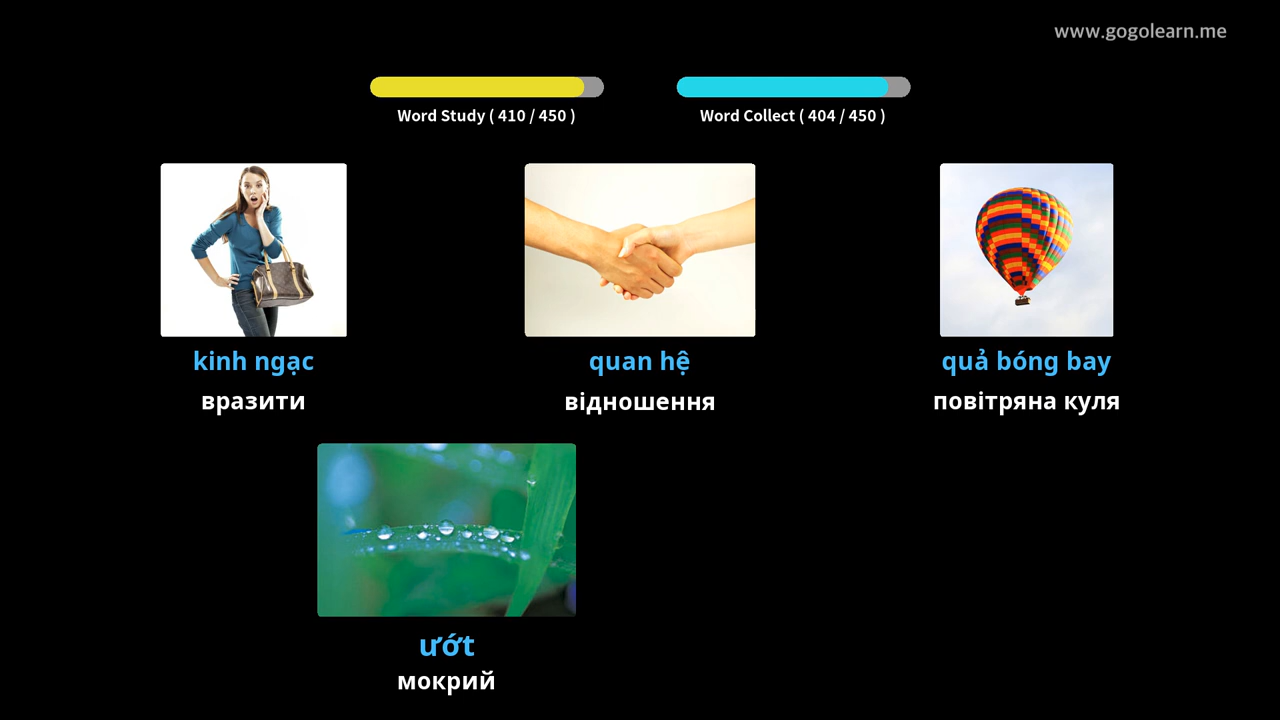 www.gogolearn.me
Word Study ( 410 / 450 )
Word Collect ( 404 / 450 )
kinh ngạc
вразити
quan hệ
відношення
quả bóng bay
повітряна куля
ướt
мокрий